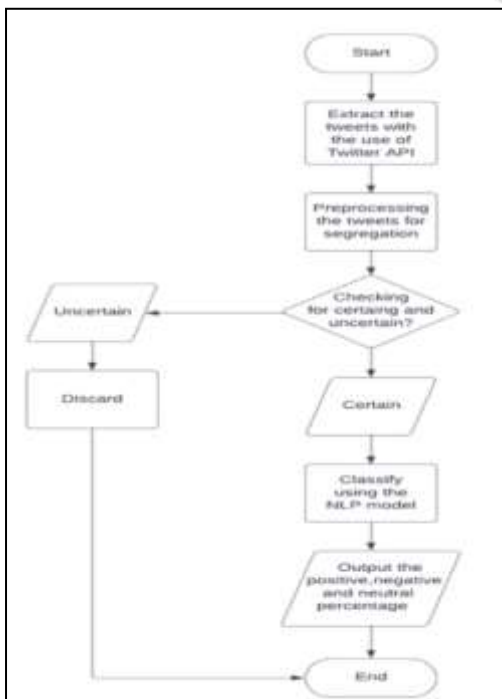 Start
Extract the
tweets with
the use of
Twitter API
Preprocessing
the tweets for
segregation
Checking
for certaing and
uncertain?
Uncertain
Discard
Certain
Classify
using the
NLP model
Output the
positive,negative
and neutral
percentage
End